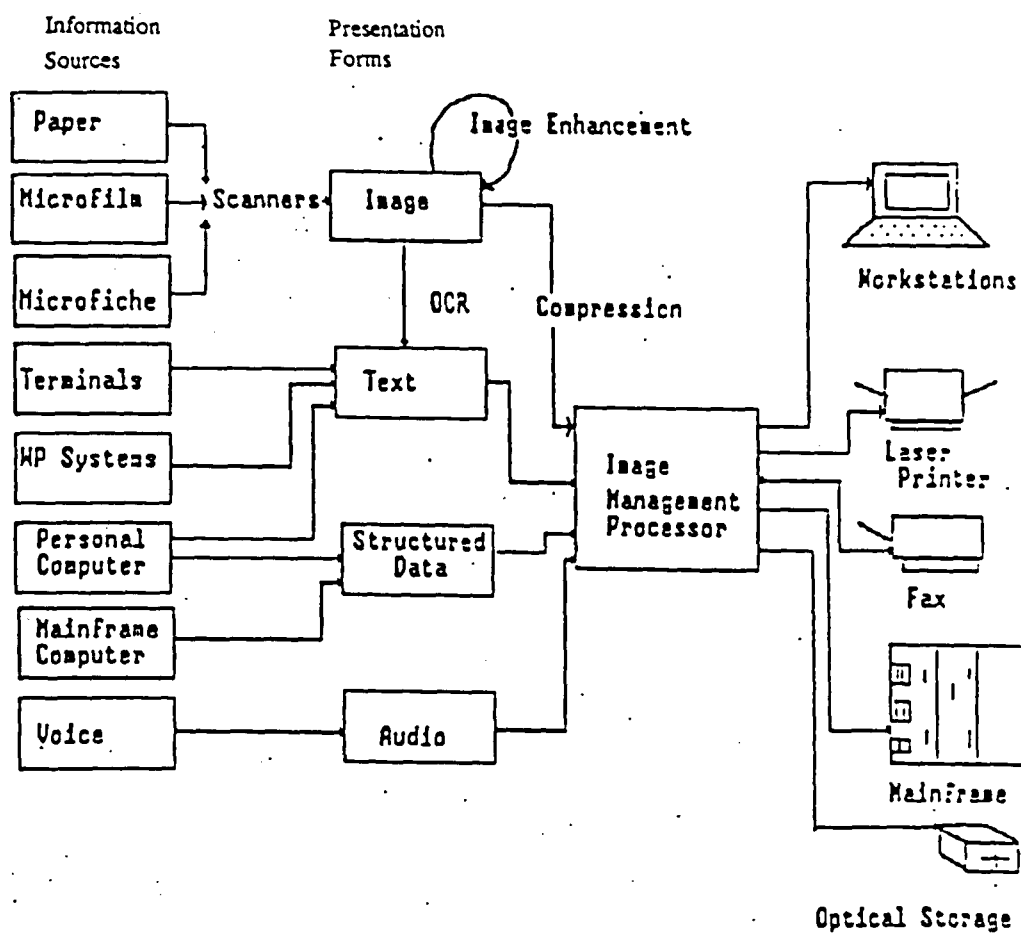 Information
Sources
Presentation
Forms
Paper
Image Enhancement
Microfilm
Scanners
Image
Workstations
Microfiche
OCR
Compression
Terminals
Text
Laser
Printer
WP Systems
Image
Management
Processor
Personal
Computer
Structured
Data
Fax
Mainframe
Computer
Voice
Audio
Mainframe
Optical Storage